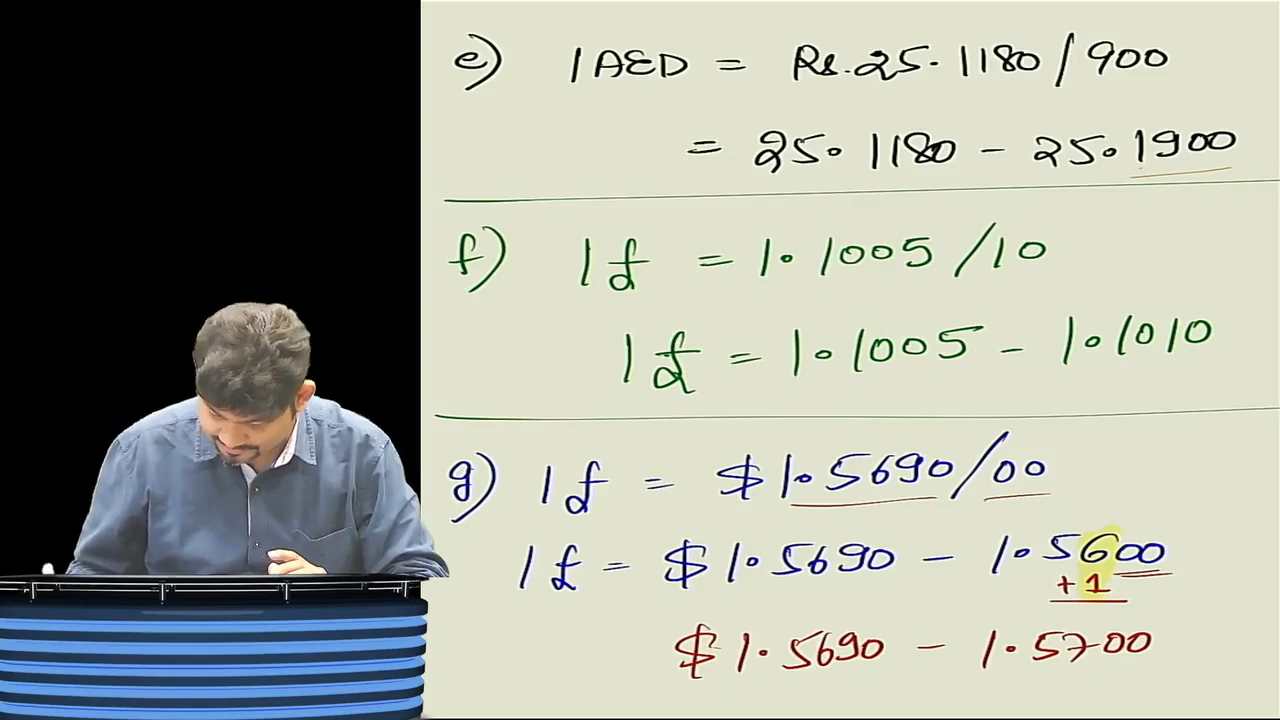 e) 1 AED = Rs.25.1180/900
= 25.1180 - 25.1900
f) 1 £ = 1.1005/10
1 £ = 1.1005 - 1.1010
g) 1 £ = $1.5690/00
1 £ = $1.5690 - 1.5600
+1
$1.5690 - 1.5700